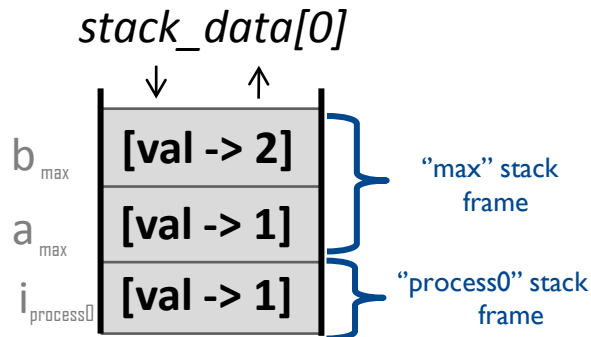 stack_data[0]
b max
[val -> 2]
a max
[val -> 1]
i process0
[val -> 1]
“max” stack
frame
“process0” stack
frame